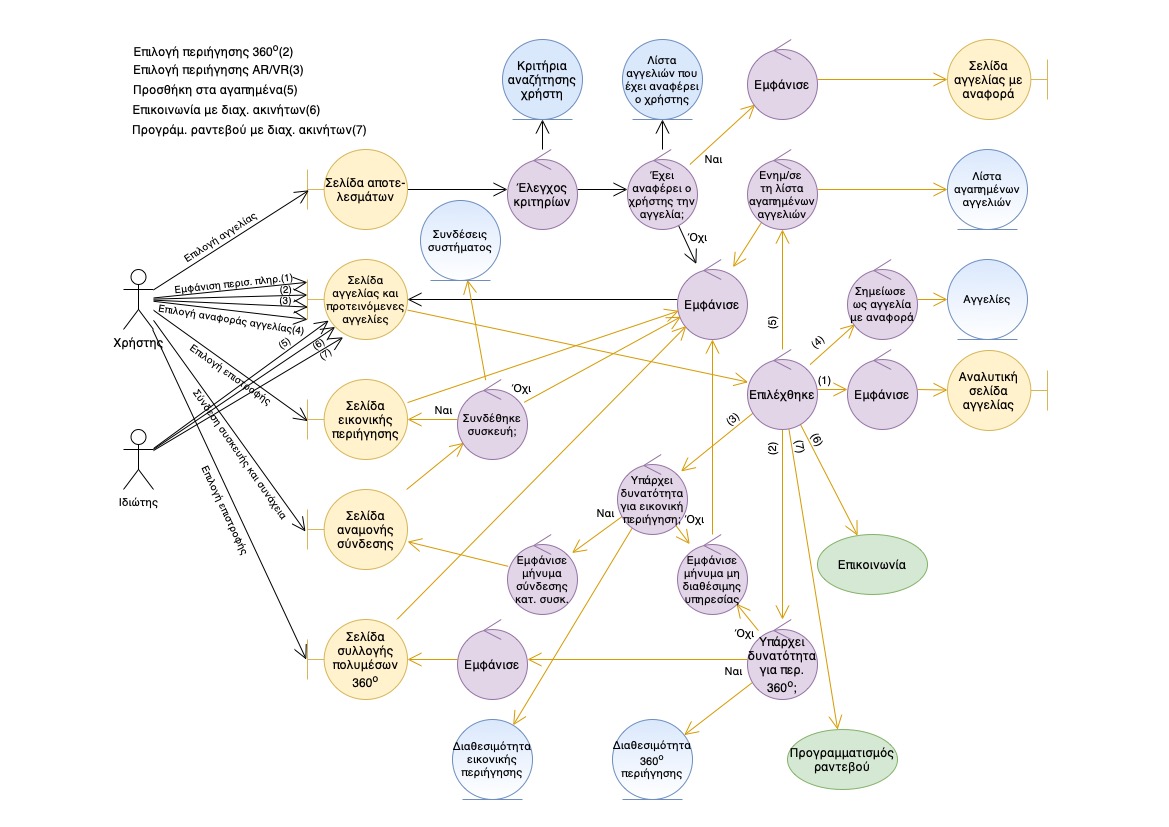 Επιλογή περιήγησης 360ο(2)
Επιλογή περιήγησης AR/VR(3)
Προσθήκη στα αγαπημένα(5)
Επικοινωνία με διαχ. ακινήτων(6)
Προγράμ. ραντεβού με διαχ. ακινήτων(7)
Κριτήρια
αναζήτησης
χρήστη
Λίστα
αγγελιών που
έχει αναφέρει
ο χρήστης
Εμφάνισε
Σελίδα
αγγελίας με
αναφορά
Ναι
Σελίδα αποτε-
λεσμάτων
Έλεγχος
κριτηρίων
Έχει
αναφέρει ο
χρήστης την
αγγελία;
Ενημ/σε
τη λίστα
αγαπημένων
αγγελιών
Λίστα
αγαπημένων
αγγελιών
Επιλογή αγγελίας
Συνδέσεις
συστήματος
Όχι
Εμφάνιση περισ. πληρ.(1)
(2)
(3)
Επιλογή αναφοράς αγγελίας(4)
(5)
(6)
(7)
Χρήστης
Σελίδα
αγγελίας και
προτεινόμενες
αγγελίες
Εμφάνισε
(5)
Σημείωσε
ως αγγελία
με αναφορά
Αγγελίες
(4)
Επιλογή επιστροφής
Σύνδεση συσκευής και συνάχεια
Επιλογή επιστροφής
Ιδιώτης
Σελίδα
εικονικής
περιήγησης
Ναι
Όχι
Συνδέθηκε
συσκευή;
Επιλέχθηκε
(1)
Εμφάνισε
Αναλυτική
σελίδα
αγγελίας
(3)
(2)
(7)
(6)
Σελίδα
αναμονής
σύνδεσης
Υπάρχει
δυνατότητα
για εικονική
περιήγηση;
Ναι
Όχι
Εμφάνισε
μήνυμα
σύνδεσης
κατ. συσκ.
Εμφάνισε
μήνυμα μη
διαθέσιμης
υπηρεσίας
Επικοινωνία
Σελίδα
συλλογής
πολυμέσων
360ο
Εμφάνισε
Όχι
Ναι
Υπάρχει
δυνατότητα
για περ.
360ο;
Διαθεσιμότητα
εικονικής
περιήγησης
Διαθεσιμότητα
360ο
περιήγησης
Προγραμματισμός
ραντεβού